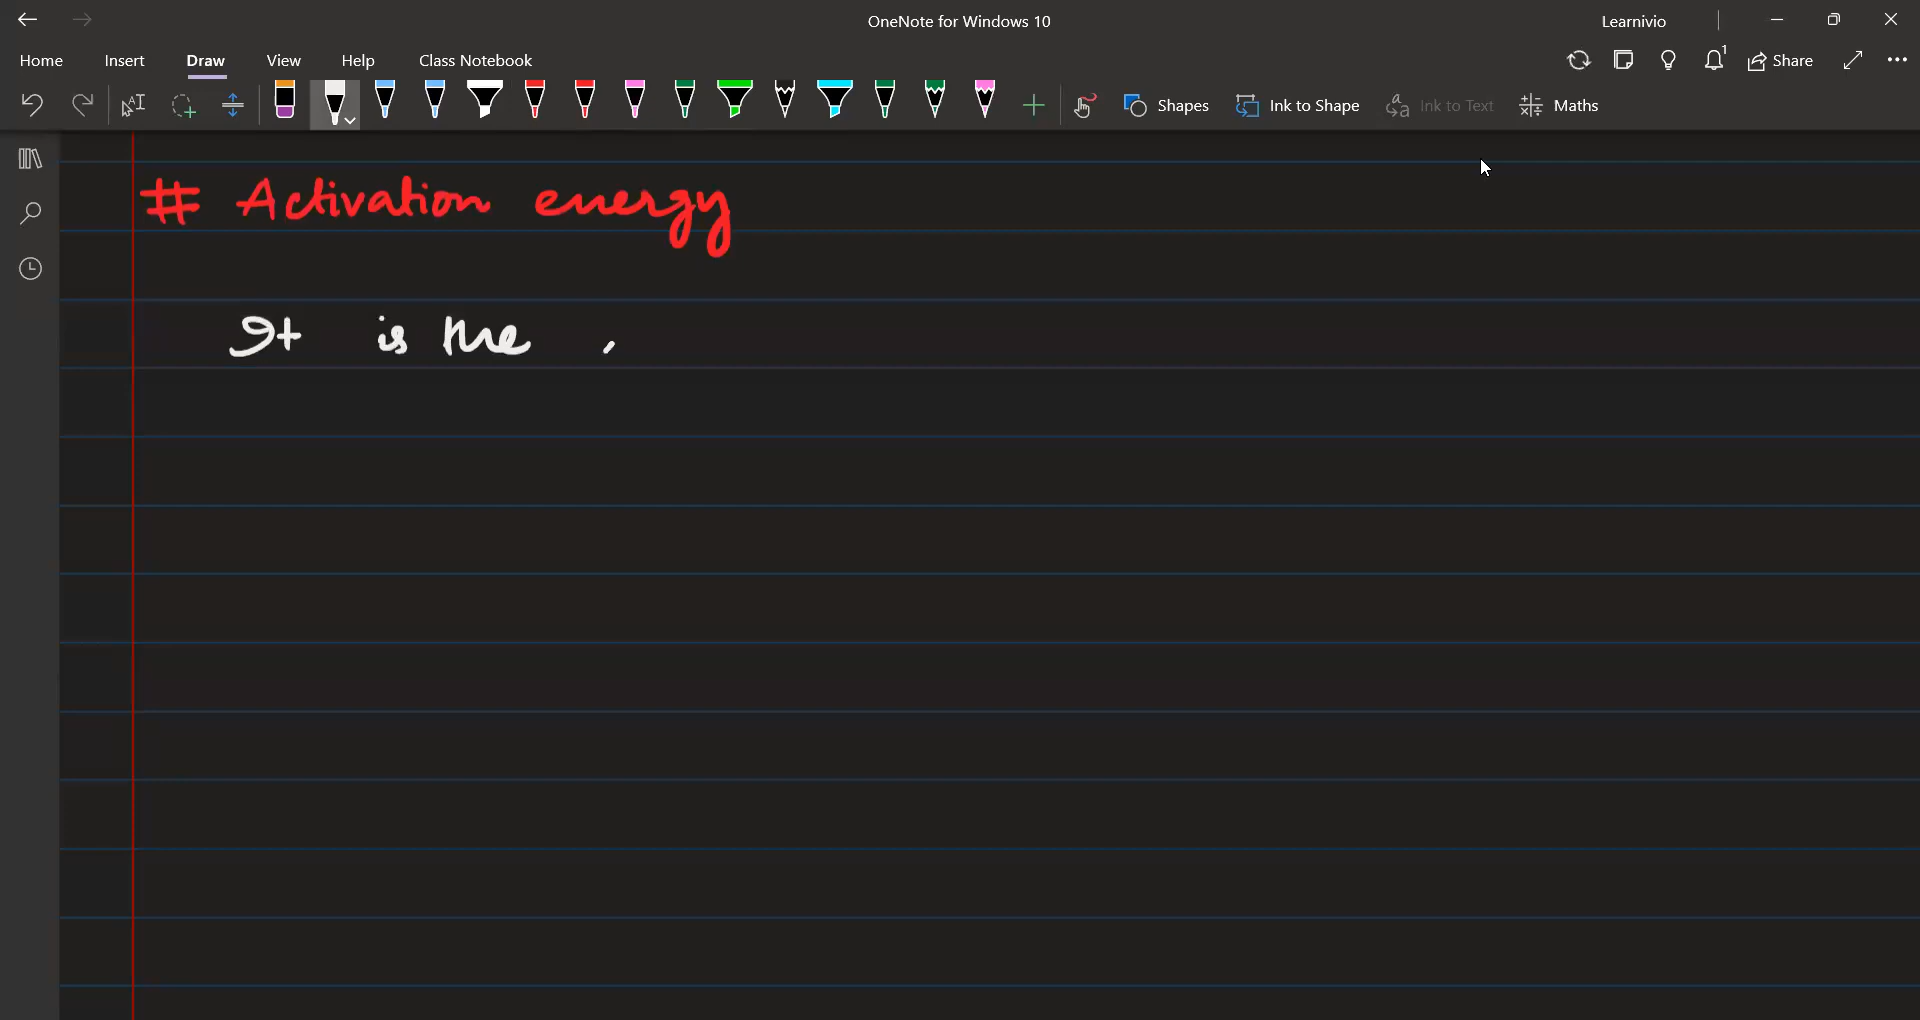 OneNote for Windows 10
Learnivio
Home Insert Draw View Help Class Notebook
1
Share
Shapes Ink to Shape Ink to Text Maths
# Activation energy
It is the